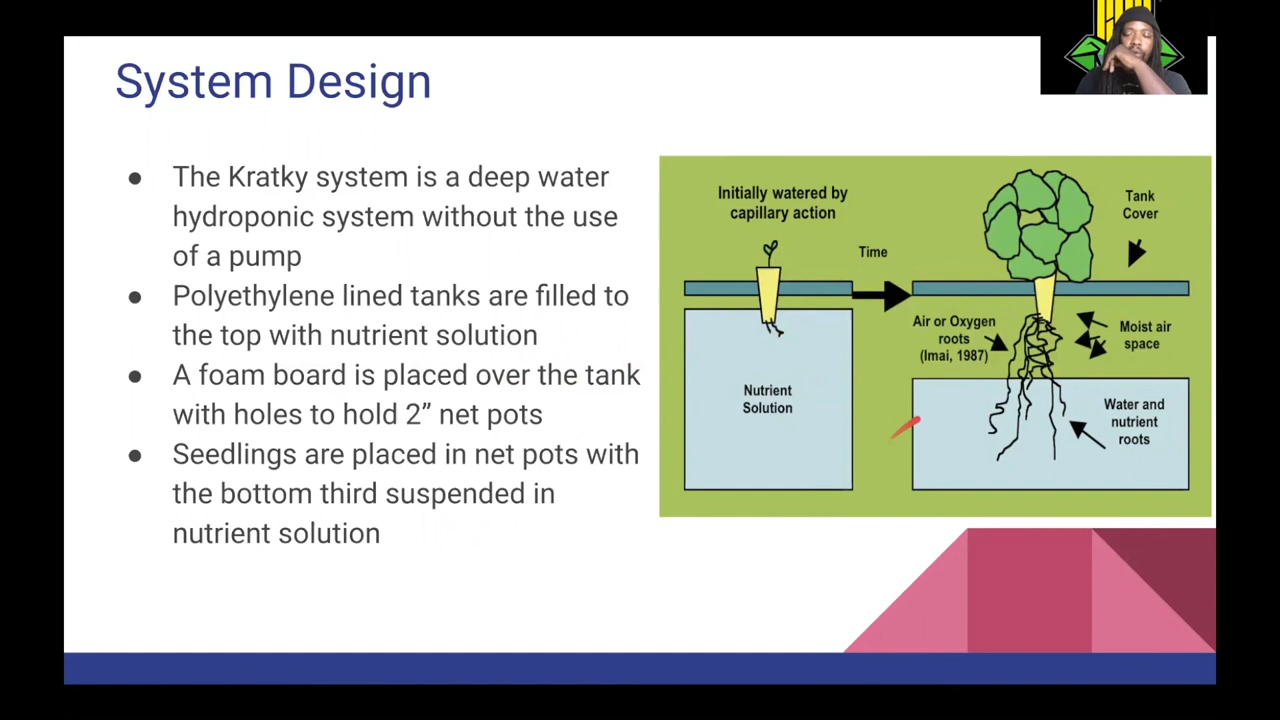 System Design
● The Kratky system is a deep water
hydroponic system without the use
of a pump
● Polyethylene lined tanks are filled to
the top with nutrient solution
● A foam board is placed over the tank
with holes to hold 2” net pots
● Seedlings are placed in net pots with
the bottom third suspended in
nutrient solution
Initially watered by
capillary action
Time
Tank
Cover
Air or Oxygen
roots
(Imai, 1987)
Moist air
space
Nutrient
Solution
Water and
nutrient
roots